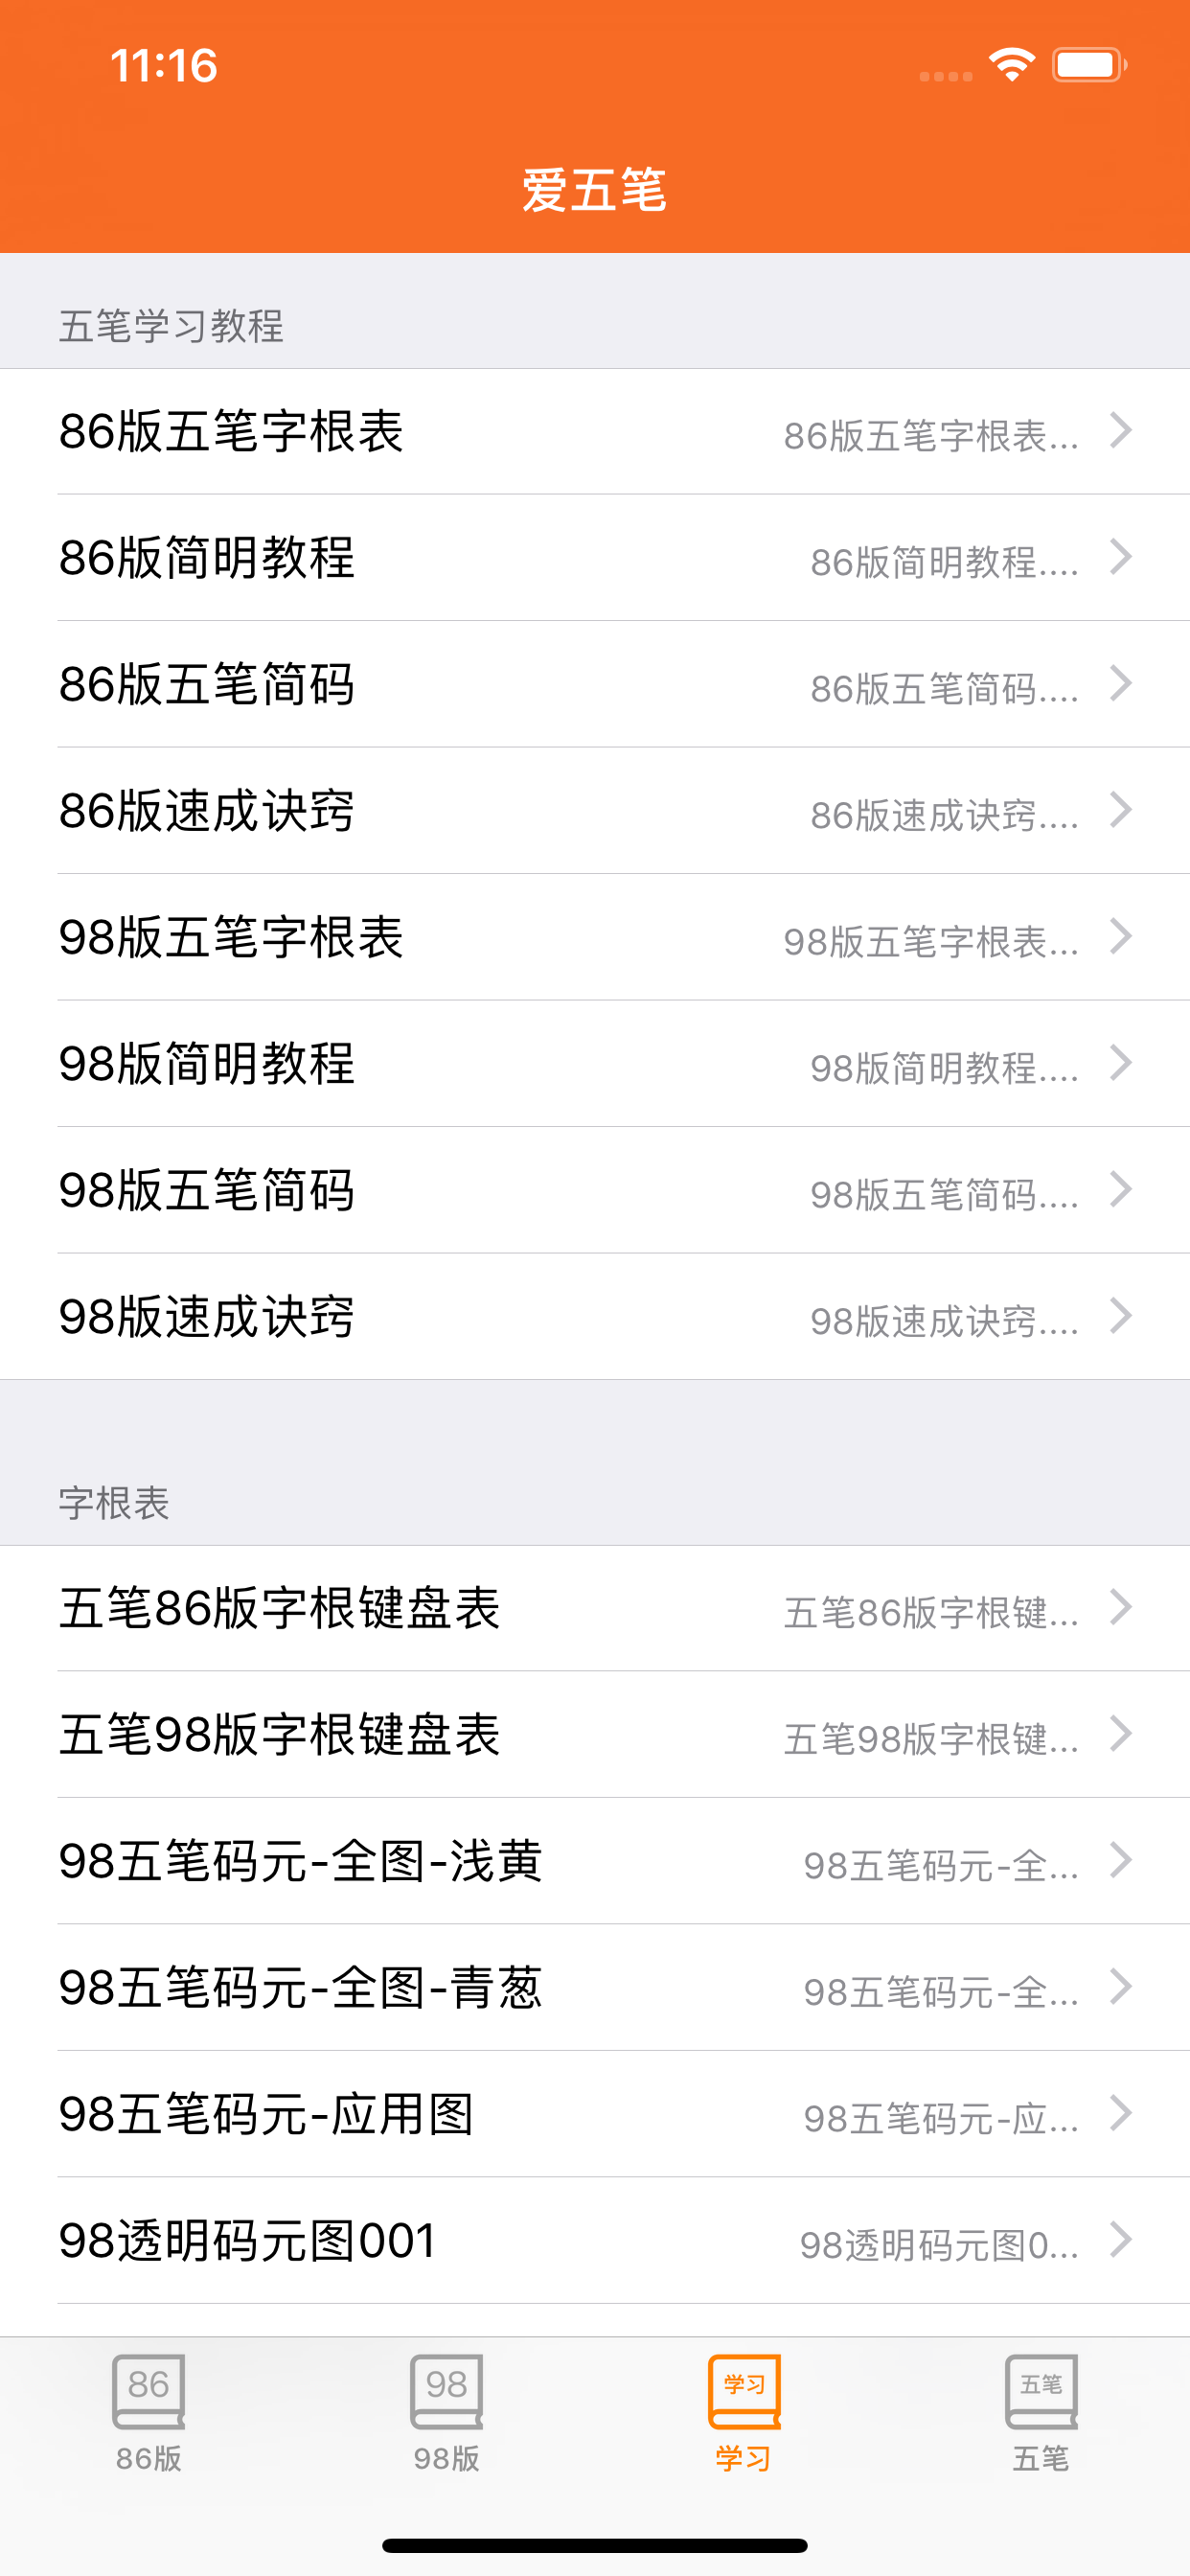 11:16
爱五笔
五笔学习教程
86版五笔字根表 86版五笔字根表...
86版简明教程 86版简明教程....
86版五笔简码 86版五笔简码....
86版速成诀窍 86版速成诀窍....
98版五笔字根表 98版五笔字根表...
98版简明教程 98版简明教程....
98版五笔简码 98版五笔简码....
98版速成诀窍 98版速成诀窍....
字根表
五笔86版字根键盘表 五笔86版字根键...
五笔98版字根键盘表 五笔98版字根键...
98五笔码元-全图-浅黄 98五笔码元-全...
98五笔码元-全图-青葱 98五笔码元-全...
98五笔码元-应用图 98五笔码元-应...
98透明码元图001 98透明码元图0...
86 98 学习 五笔
86版 98版 学习 五笔